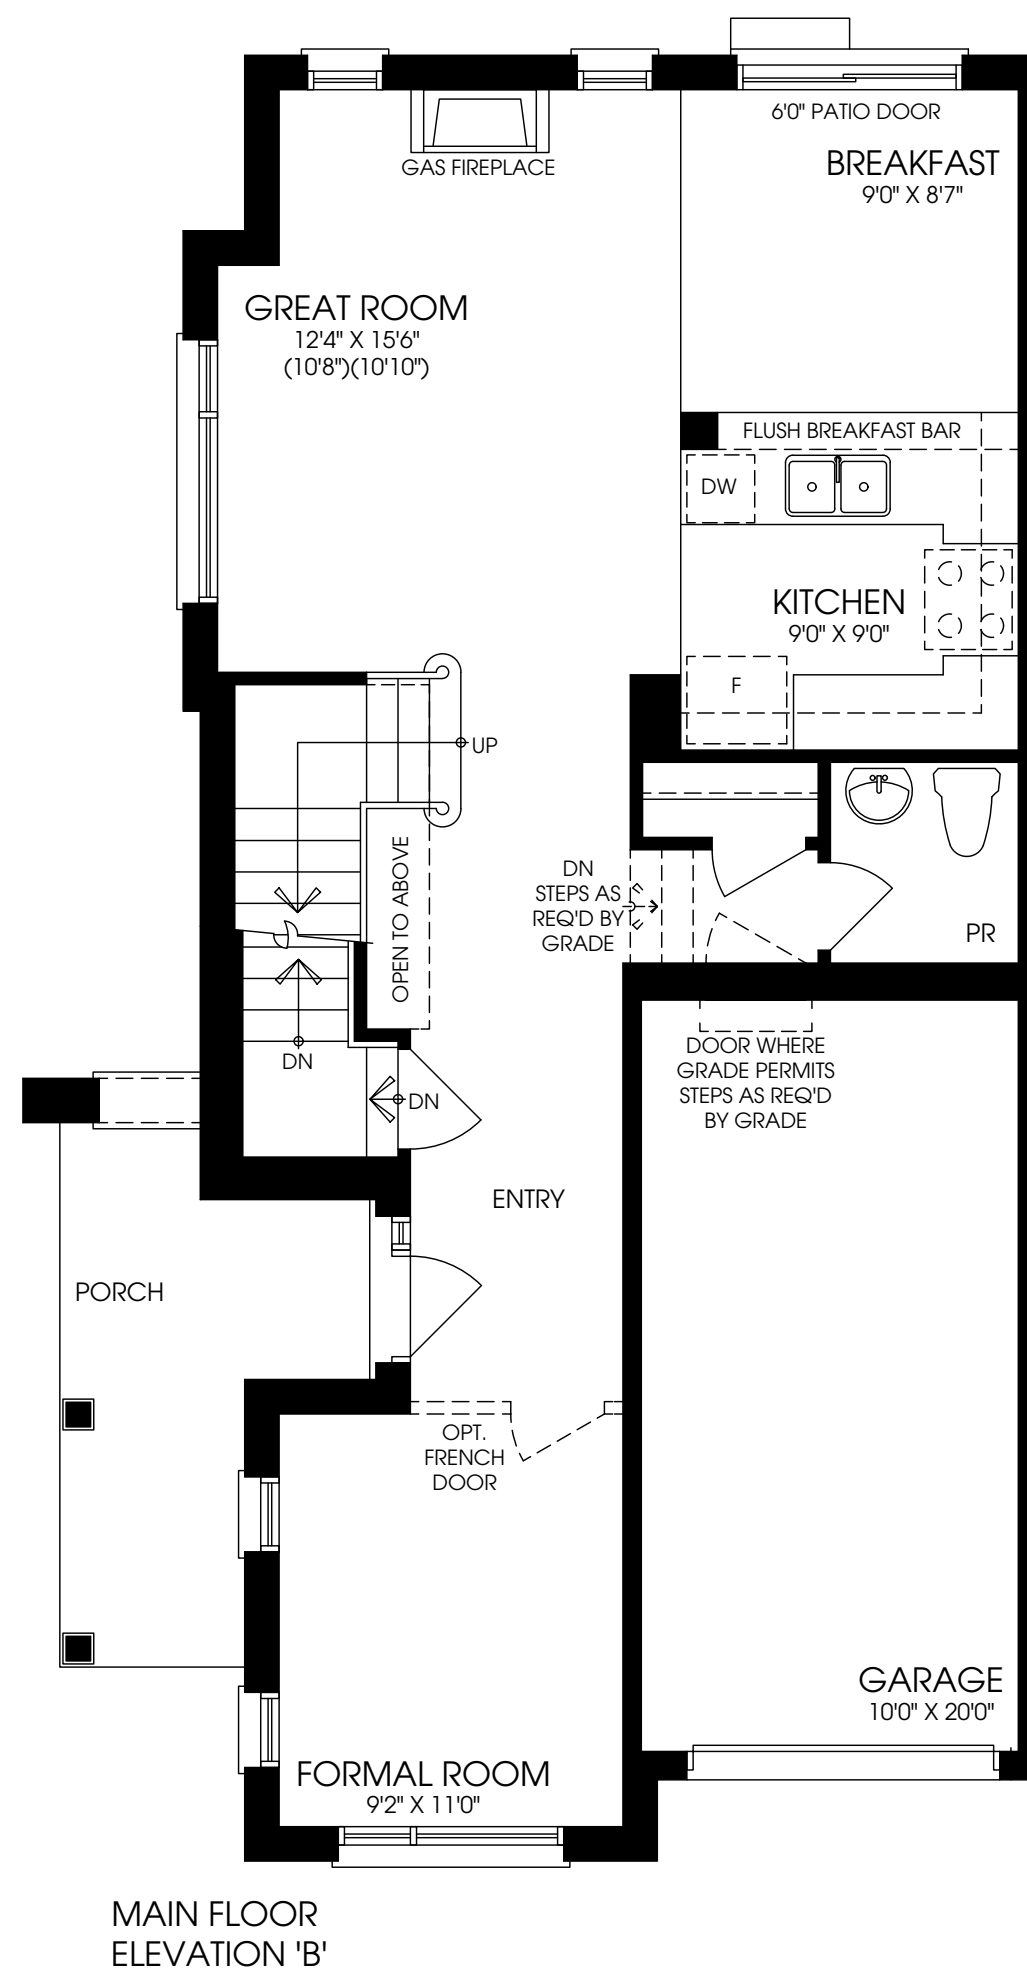 6'0" PATIO DOOR
BREAKFAST
9'0" X 8'7"
GAS FIREPLACE
GREAT ROOM
12'4" X 15'6"
(10'8")(10'10")
FLUSH BREAKFAST BAR
DW
KITCHEN
9'0" X 9'0"
F
UP
OPEN TO ABOVE
DN
STEPS AS
REQ'D BY
GRADE
PR
DN
DN
DOOR WHERE
GRADE PERMITS
STEPS AS REQ'D
BY GRADE
ENTRY
PORCH
OPT.
FRENCH
DOOR
GARAGE
10'0" X 20'0"
FORMAL ROOM
9'2" X 11'0"
MAIN FLOOR
ELEVATION 'B'